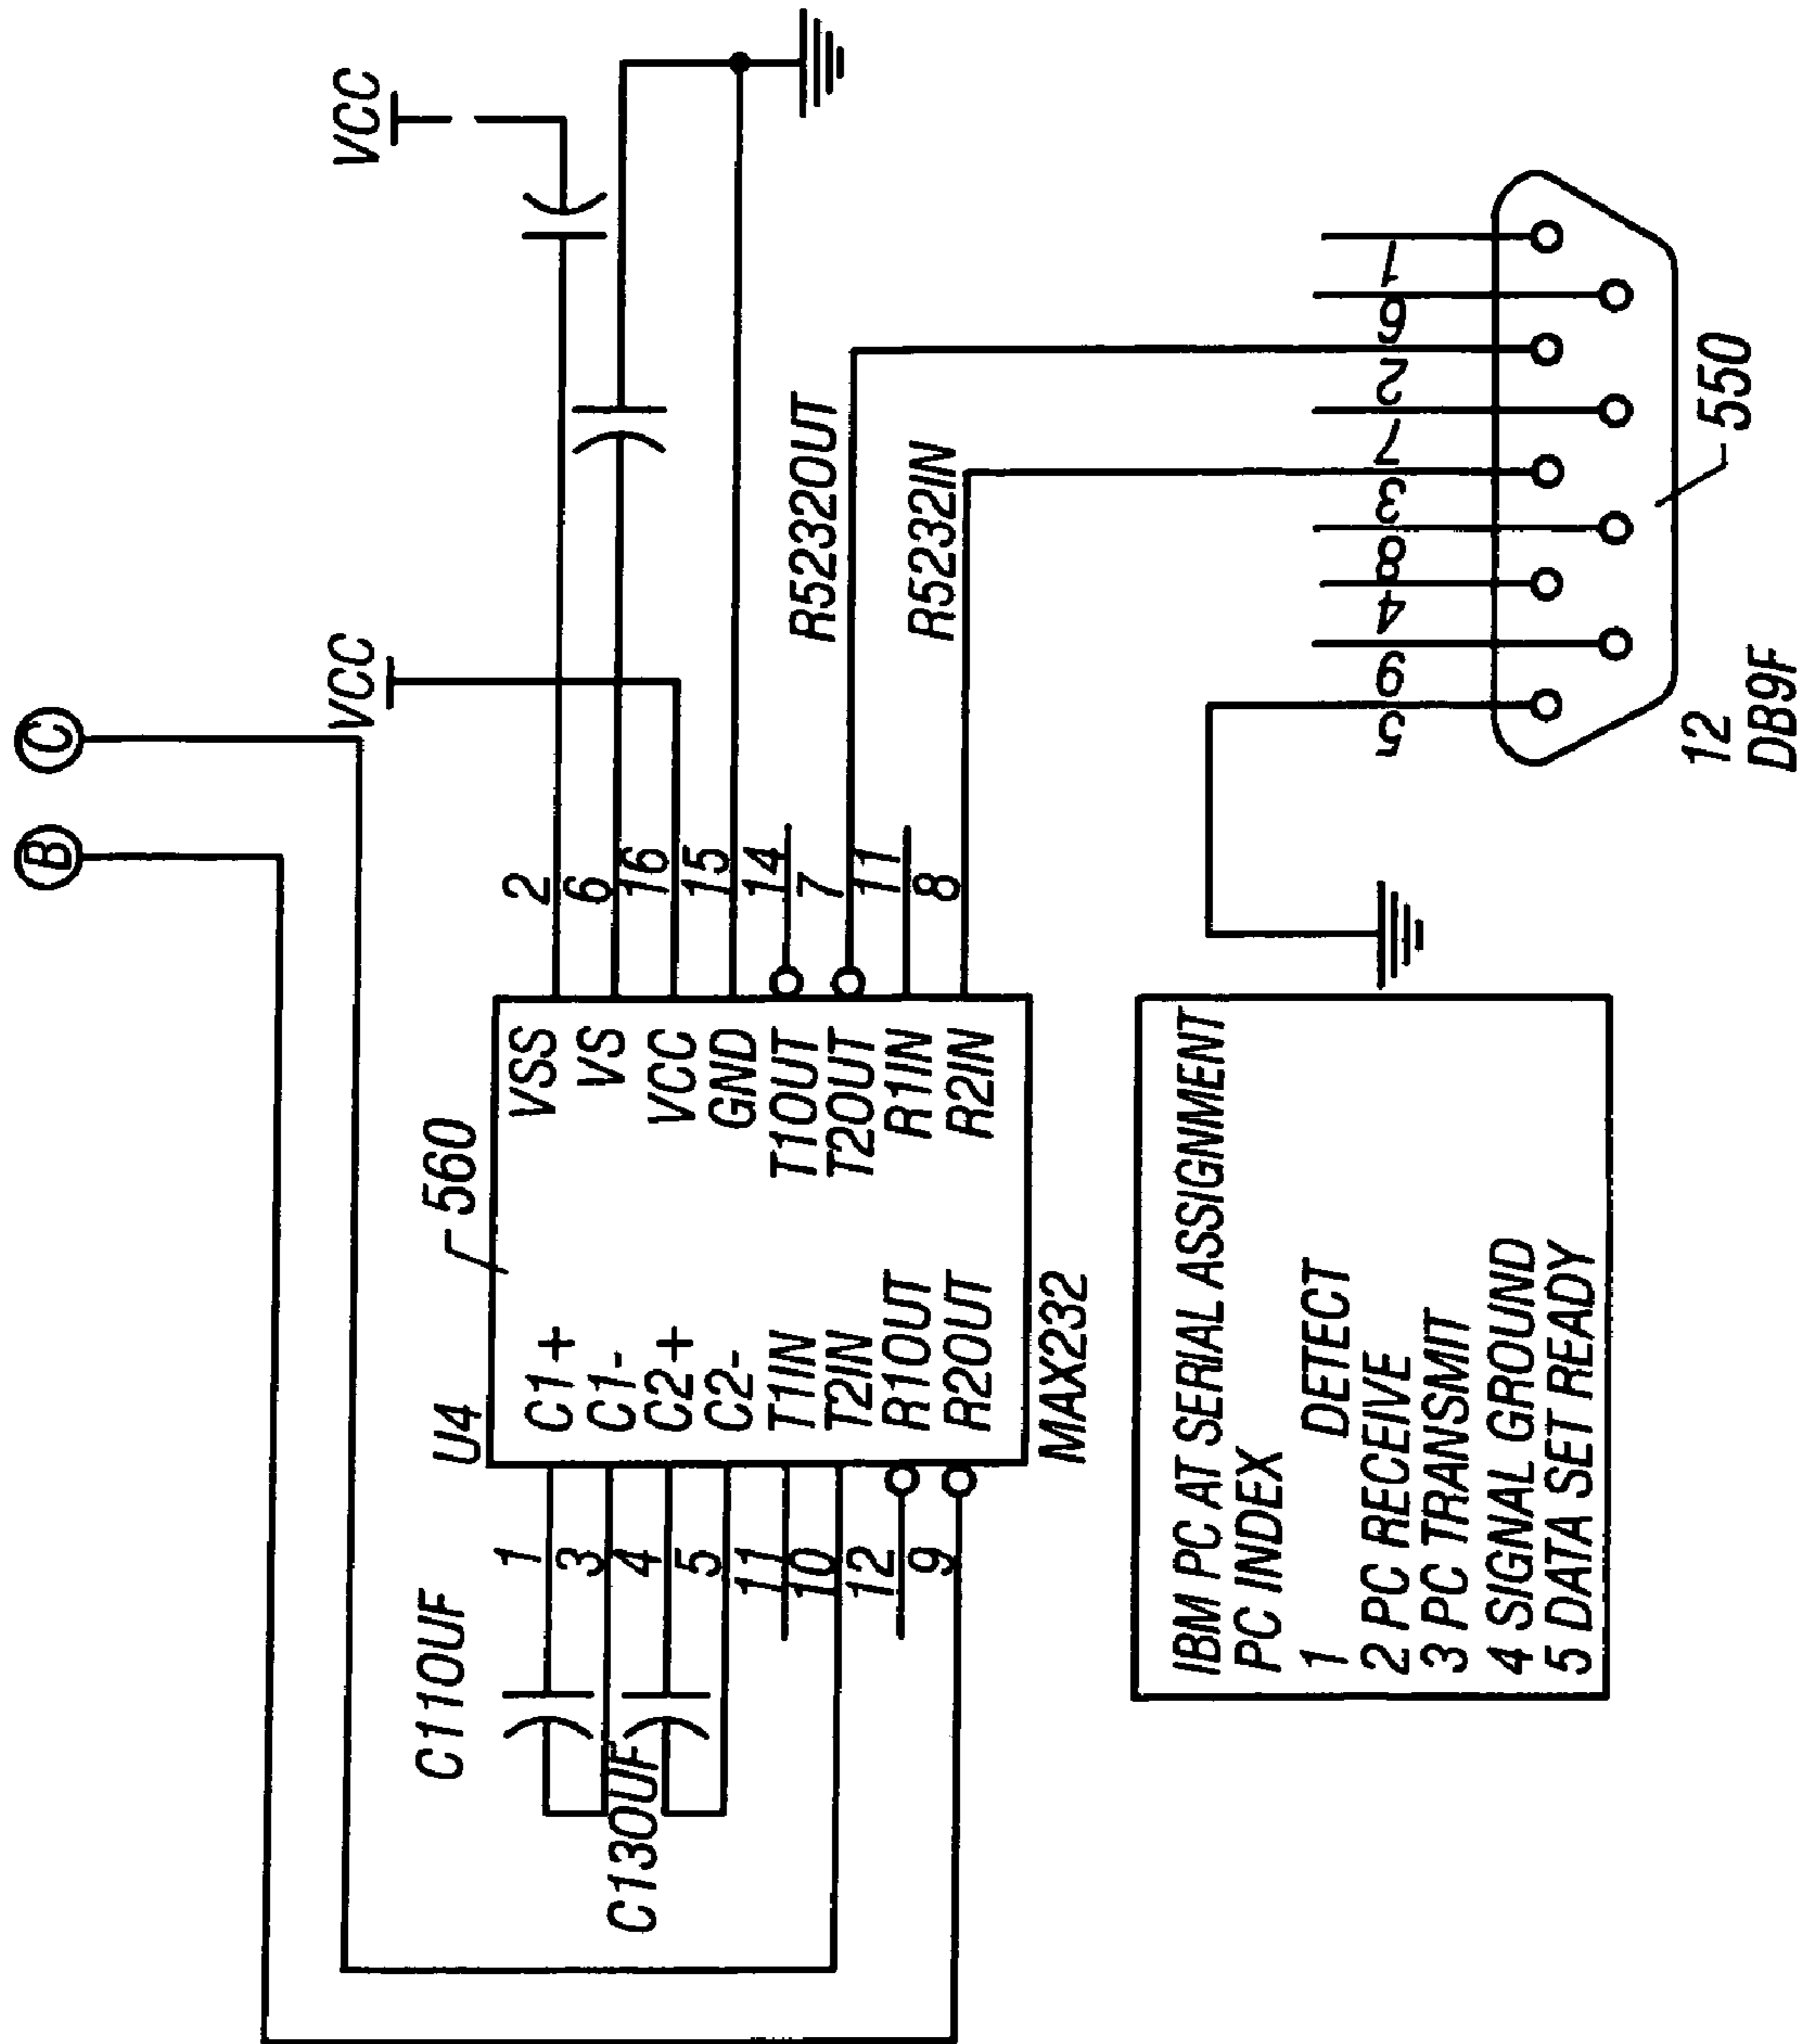 B
C
VCC
VCC
U4
560
C110UF
C130UF
1
3
4
5
11
10
12
9
C1+
C1-
C2+
C2-
T1IN
T2IN
R1OUT
R2OUT
VSS
VS
VCC
GND
T1OUT
T2OUT
R1IN
R2IN
2
6
16
15
14
7
11
8
MAX232
R5232OUT
R5232IN
IBM PC AT SERIAL ASSIGNMENT
PC INDEX
1 DETECT
2 PC RECEIVE
3 PC TRANSMIT
4 SIGNAL GROUND
5 DATA SET READY
5
9
4
8
3
7
2
6
1
550
12
DB9F